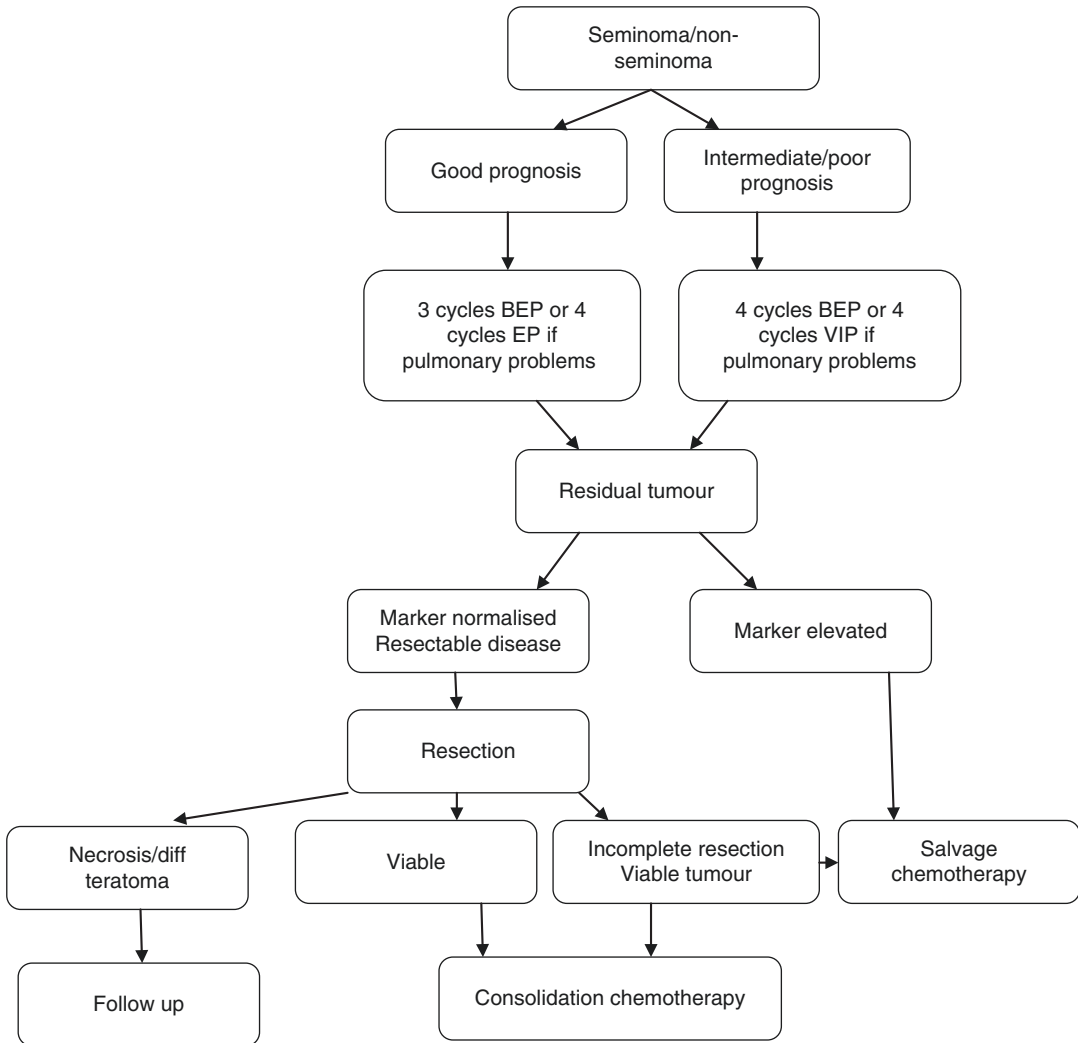 Seminoma/non-
seminoma
Good prognosis
Intermediate/poor
prognosis
3 cycles BEP or 4
cycles EP if
pulmonary problems
4 cycles BEP or 4
cycles VIP if
pulmonary problems
Residual tumour
Marker normalised
Resectable disease
Marker elevated
Resection
Necrosis/diff
teratoma
Viable
Incomplete resection
Viable tumour
Salvage
chemotherapy
Follow up
Consolidation chemotherapy